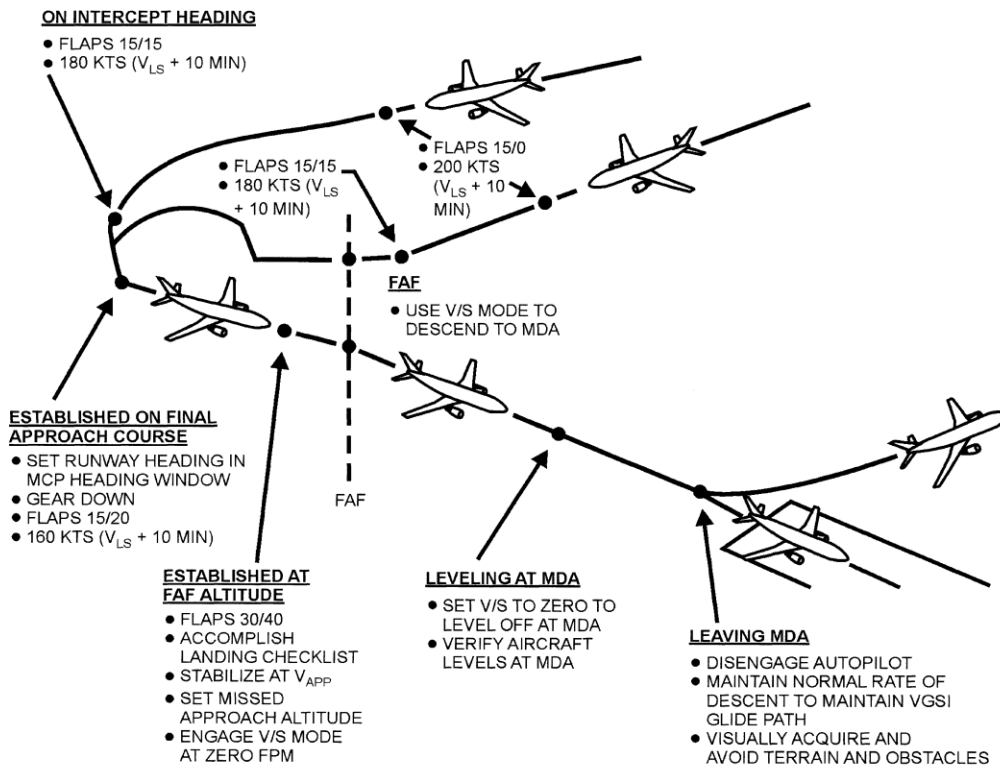 ON INTERCEPT HEADING
● FLAPS 15/15
● 180 KTS (VLS + 10 MIN)
● FLAPS 15/0
● 200 KTS
(VLS + 10
MIN)
● FLAPS 15/15
● 180 KTS (VLS
+ 10 MIN)
FAF
● USE V/S MODE TO
DESCEND TO MDA
ESTABLISHED ON FINAL
APPROACH COURSE
● SET RUNWAY HEADING IN
MCP HEADING WINDOW
● GEAR DOWN
● FLAPS 15/20
● 160 KTS (VLS + 10 MIN)
FAF
ESTABLISHED AT
FAF ALTITUDE
● FLAPS 30/40
● ACCOMPLISH
LANDING CHECKLIST
● STABILIZE AT VAPP
● SET MISSED
APPROACH ALTITUDE
● ENGAGE V/S MODE
AT ZERO FPM
LEVELING AT MDA
● SET V/S TO ZERO TO
LEVEL OFF AT MDA
● VERIFY AIRCRAFT
LEVELS AT MDA
LEAVING MDA
● DISENGAGE AUTOPILOT
● MAINTAIN NORMAL RATE OF
DESCENT TO MAINTAIN VGSI
GLIDE PATH
● VISUALLY ACQUIRE AND
AVOID TERRAIN AND OBSTACLES